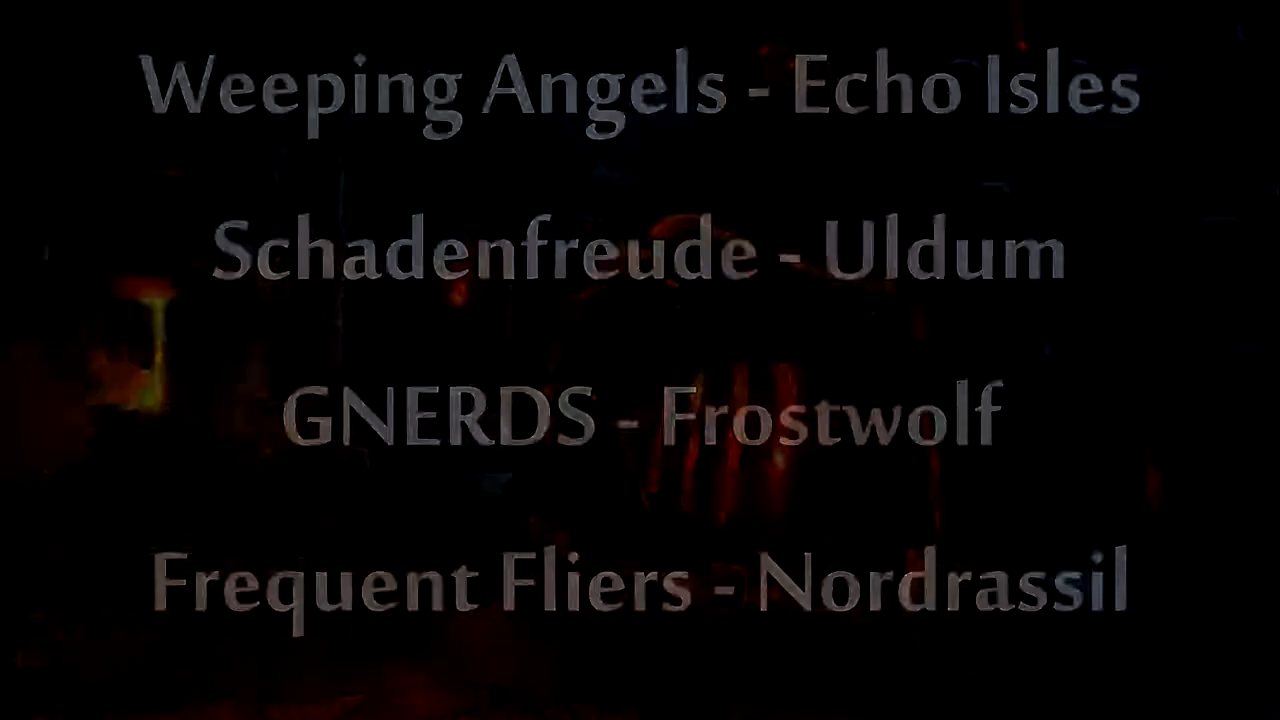 Weeping Angels - Echo Isles
Schadenfreude - Uldum
GNERDS - Frostwolf
Frequent Fliers - Nordrassil